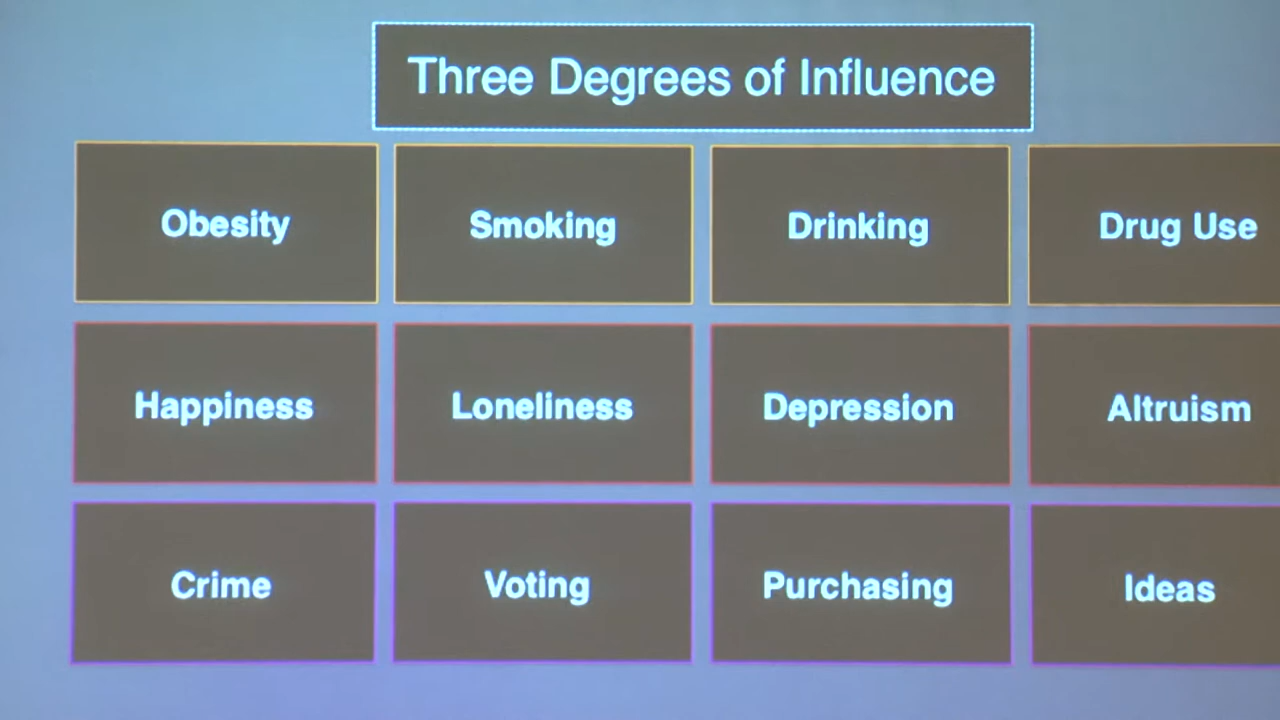 Three Degrees of Influence
Obesity
Smoking
Drinking
Drug Use
Happiness
Loneliness
Depression
Altruism
Crime
Voting
Purchasing
Ideas